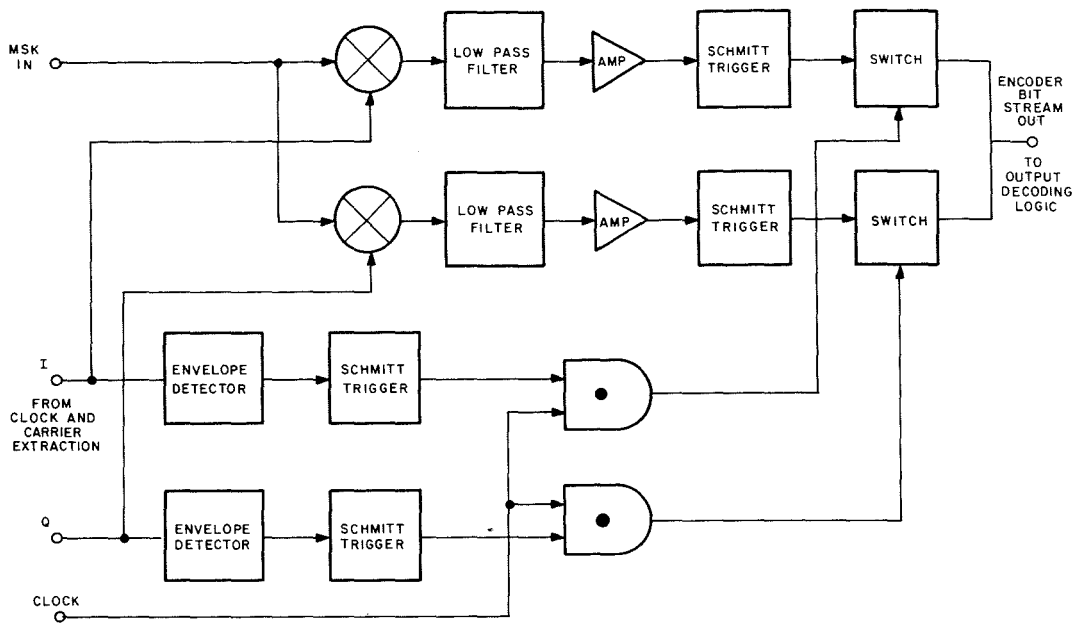 MSK
IN
LOW PASS
FILTER
AMP
SCHMITT
TRIGGER
SWITCH
ENCODER
BIT
STREAM
OUT
TO
OUTPUT
DECODING
LOGIC
LOW PASS
FILTER
AMP
SCHMITT
TRIGGER
SWITCH
I
FROM
CLOCK AND
CARRIER
EXTRACTION
ENVELOPE
DETECTOR
SCHMITT
TRIGGER
Q
ENVELOPE
DETECTOR
SCHMITT
TRIGGER
CLOCK